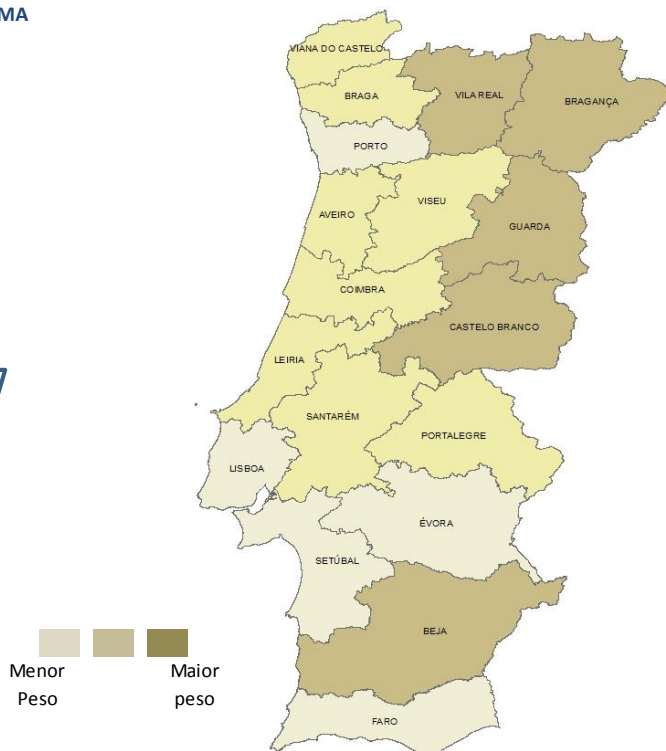 MA
VIANA DO CASTELO
BRAGA
VILA REAL
BRAGANÇA
PORTO
AVEIRO
VISEU
GUARDA
COIMBRA
CASTELO BRANCO
LEIRIA
SANTARÉM
PORTALEGRE
LISBOA
ÉVORA
SETÚBAL
BEJA
FARO
Menor Maior
Peso peso